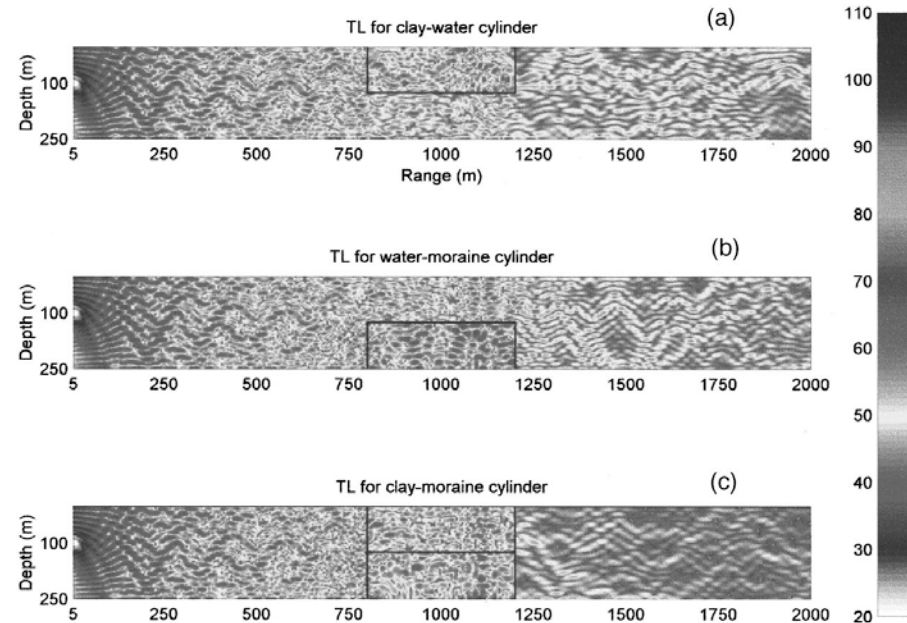 TL for clay-water cylinder
(a)
Depth (m)
100
250
5 250 500 750 1000 1250 1500 1750 2000
Range (m)
TL for water-moraine cylinder
(b)
Depth (m)
100
250
5 250 500 750 1000 1250 1500 1750 2000
TL for clay-moraine cylinder
(c)
Depth (m)
100
250
5 250 500 750 1000 1250 1500 1750 2000
110
100
90
80
70
60
50
40
30
20